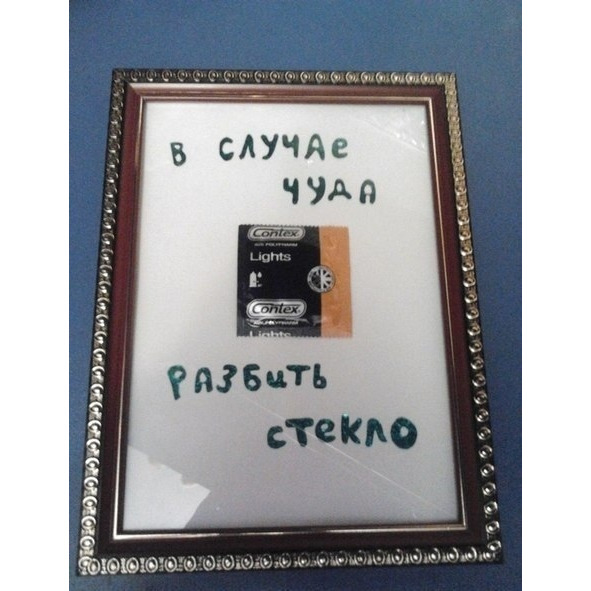 в случае
чуда
Contex
Lights
Contex
Lights
разбить
стекло